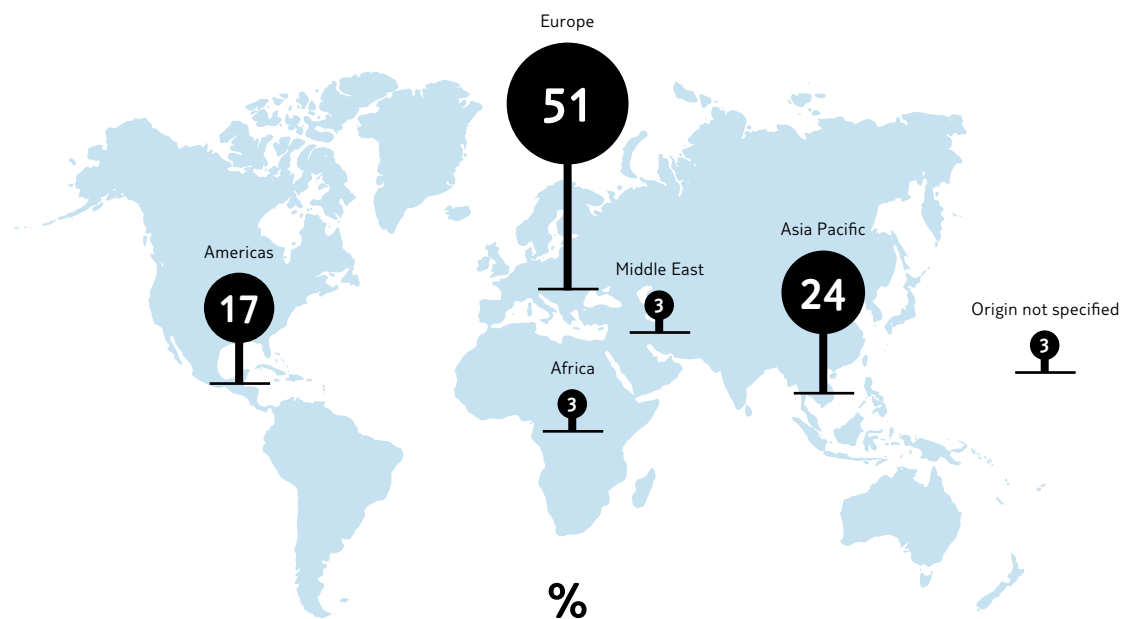 Europe
51
Asia Pacific
24
Americas
17
Middle East
3
Origin not specified
3
Africa
3
%